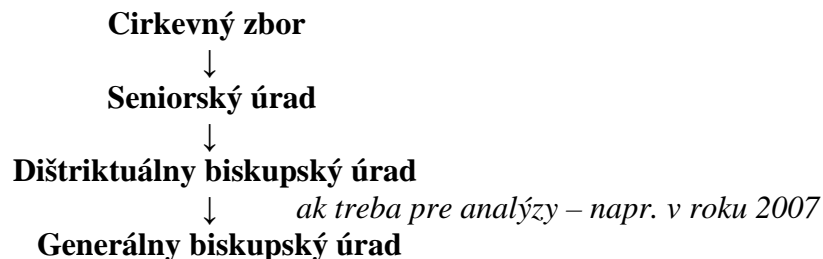 Cirkevný zbor
↓
Seniorský úrad
↓
Dištriktuálny biskupský úrad
↓ ak treba pre analýzy – napr. v roku 2007
Generálny biskupský úrad